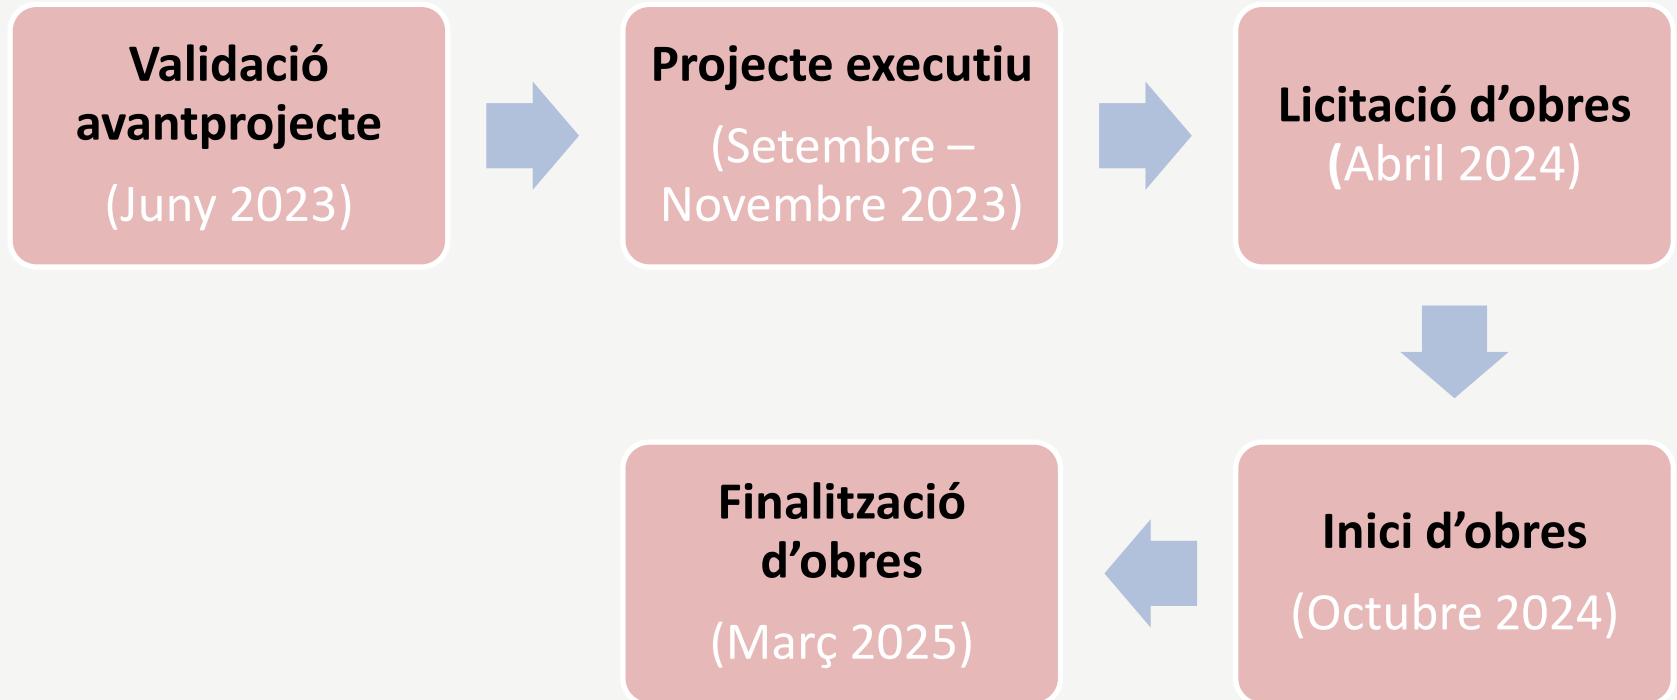 Validació
avantprojecte
(Juny 2023)
Projecte executiu
(Setembre –
Novembre 2023)
Licitació d’obres
(Abril 2024)
Inici d’obres
(Octubre 2024)
Finalització
d’obres
(Març 2025)